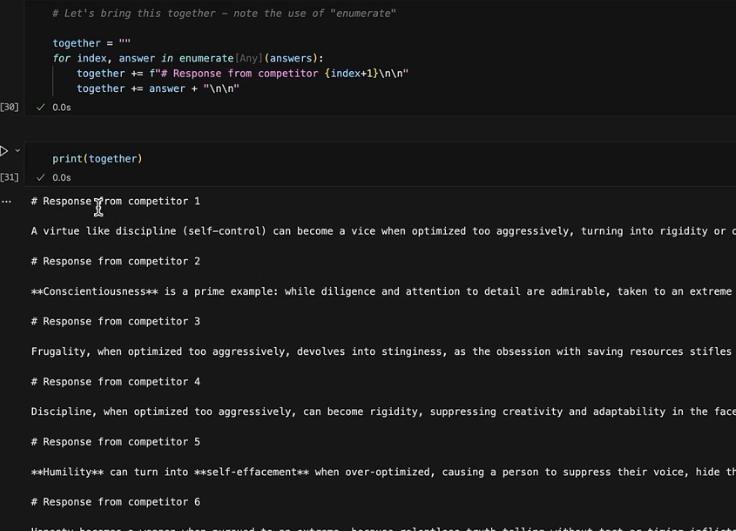 # Let's bring this together – note the use of "enumerate"
together = ""
for index, answer in enumerate[Any](answers):
together += f"# Response from competitor {index+1}\n\n"
together += answer + "\n\n"
[30] ✓ 0.0s
print(together)
[31] ✓ 0.0s
... # Response from competitor 1
A virtue like discipline (self-control) can become a vice when optimized too aggressively, turning into rigidity or
# Response from competitor 2
**Conscientiousness** is a prime example: while diligence and attention to detail are admirable, taken to an extreme
# Response from competitor 3
Frugality, when optimized too aggressively, devolves into stinginess, as the obsession with saving resources stifles
# Response from competitor 4
Discipline, when optimized too aggressively, can become rigidity, suppressing creativity and adaptability in the face
# Response from competitor 5
**Humility** can turn into **self-effacement** when over-optimized, causing a person to suppress their voice, hide
# Response from competitor 6